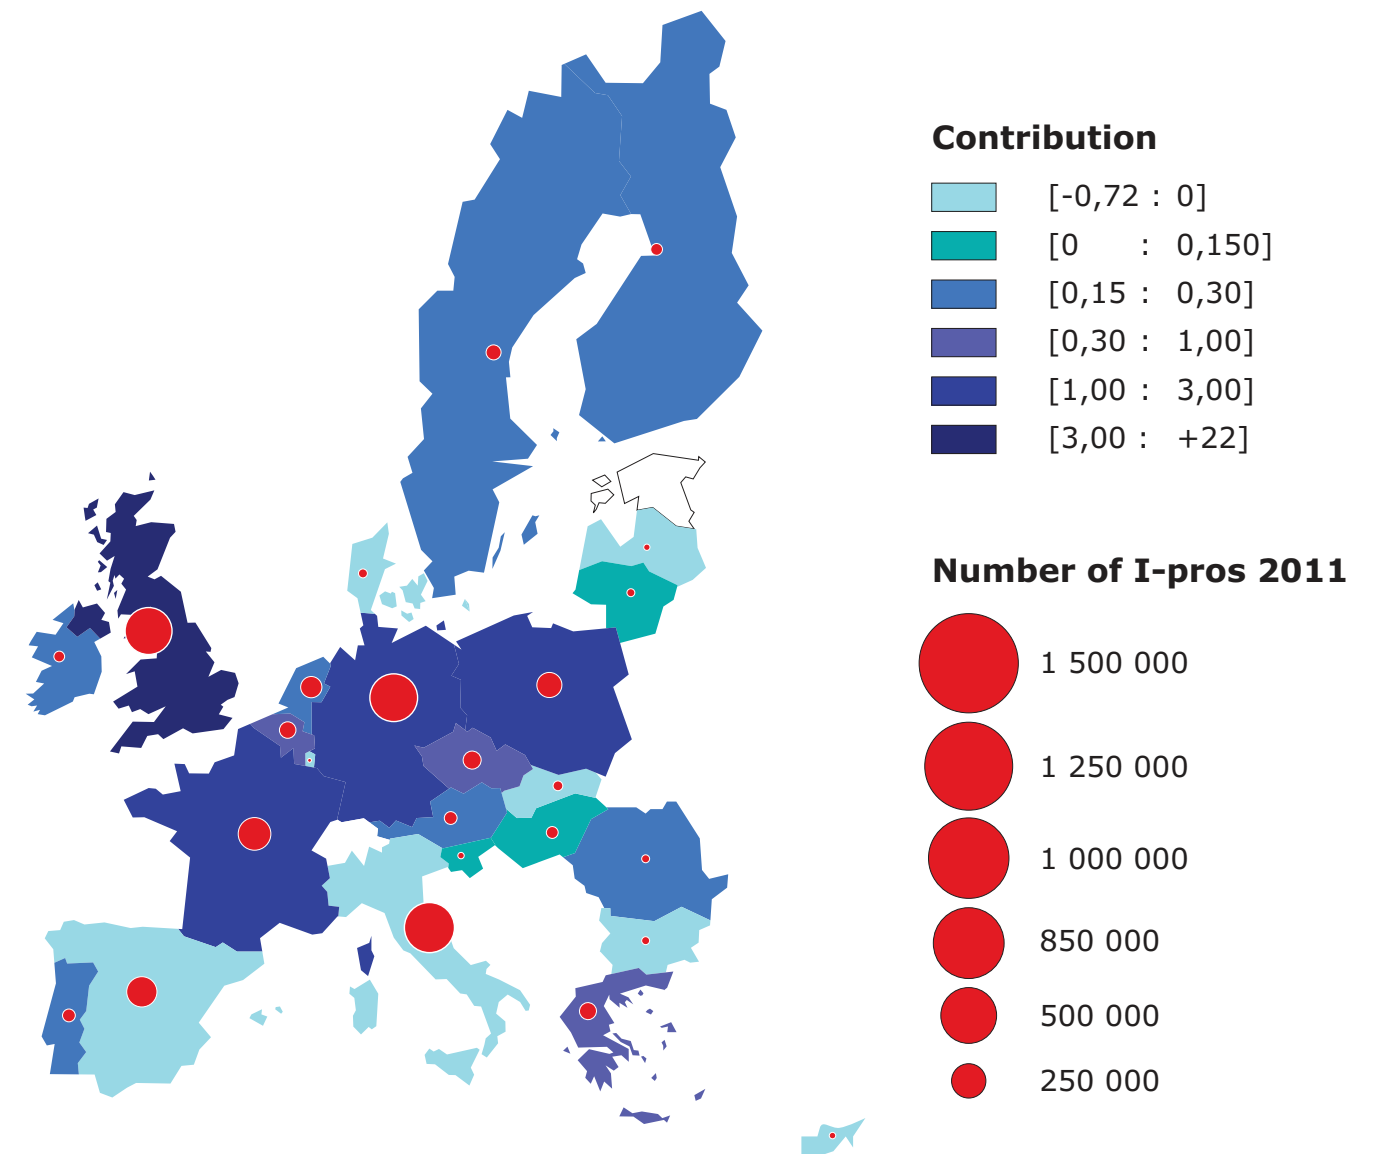 Contribution
[-0,72 : 0]
[0 : 0,150]
[0,15 : 0,30]
[0,30 : 1,00]
[1,00 : 3,00]
[3,00 : +22]
Number of I-pros 2011
1 500 000
1 250 000
1 000 000
850 000
500 000
250 000